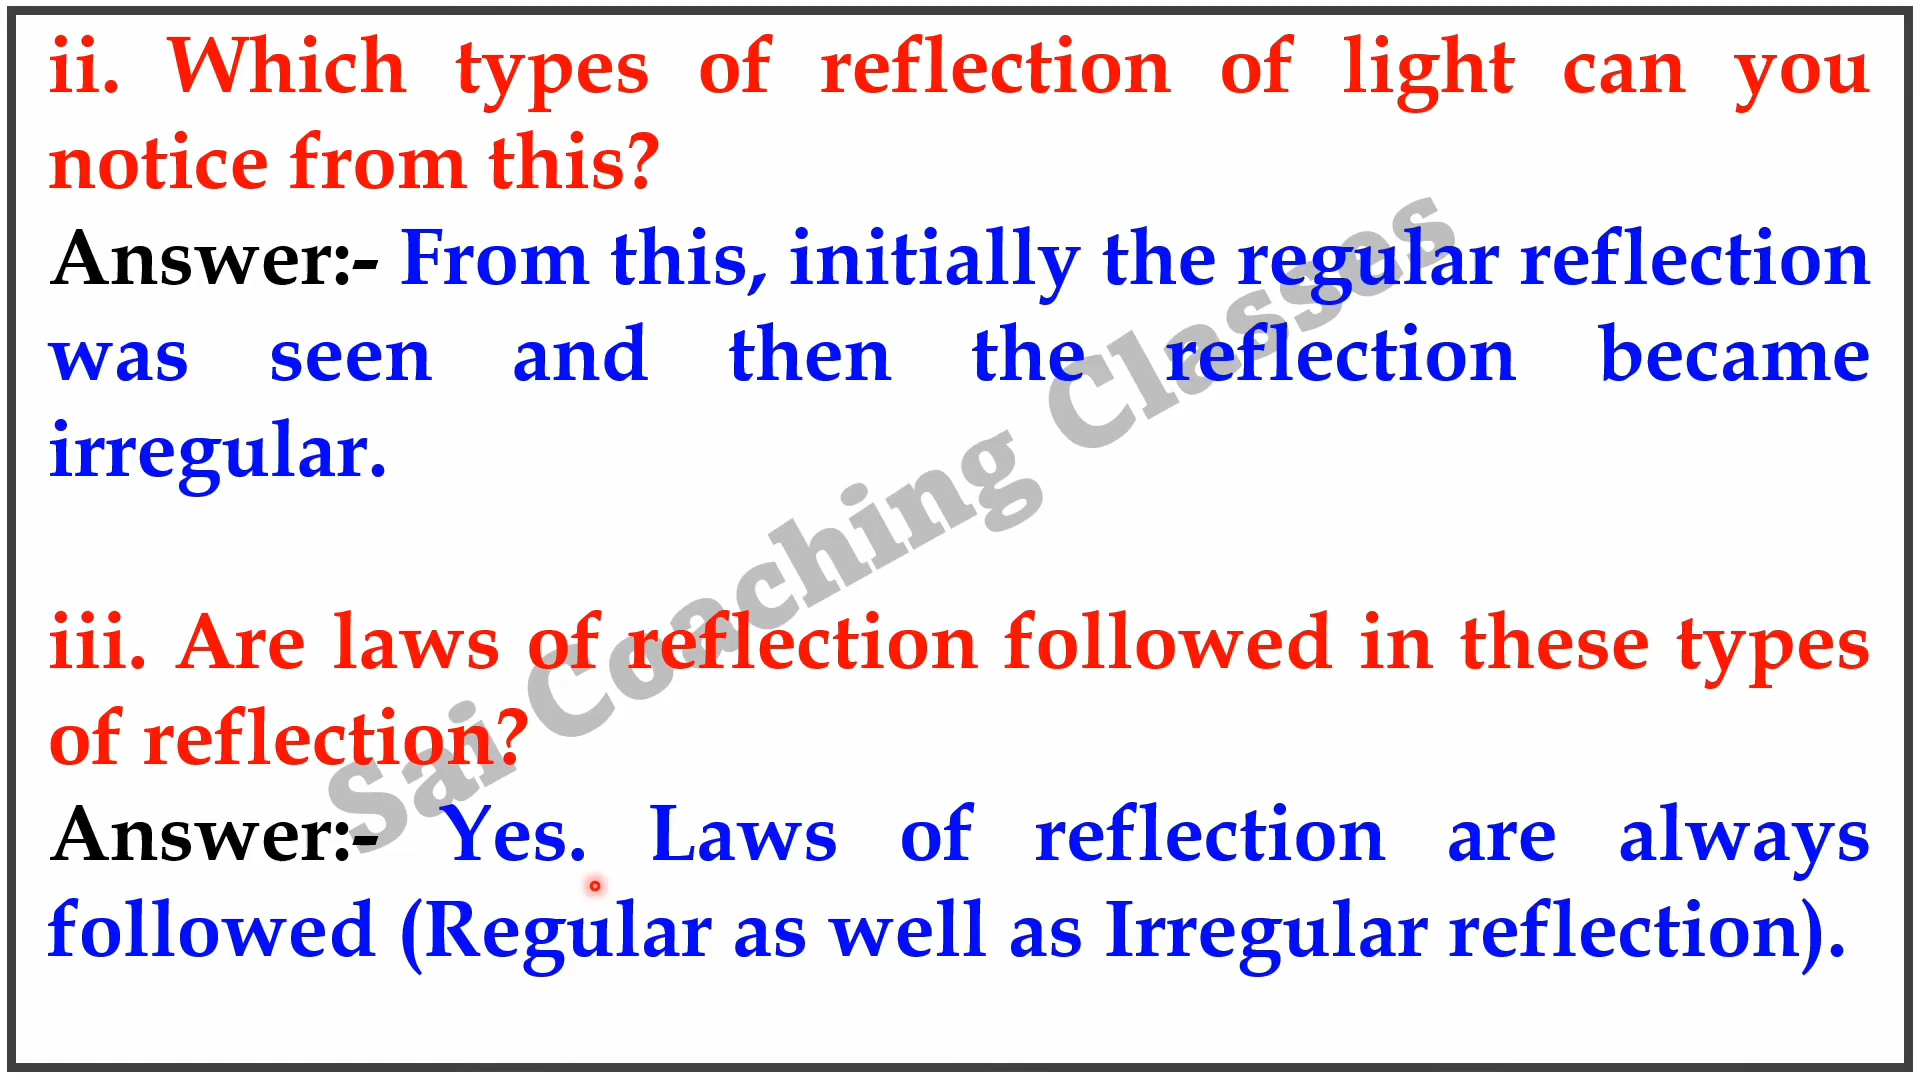 ii. Which types of reflection of light can you
notice from this?
Answer:- From this, initially the regular reflection
was seen and then the reflection became
irregular.
iii. Are laws of reflection followed in these types
of reflection?
Answer:- Yes. Laws of reflection are always
followed (Regular as well as Irregular reflection).
Sai Coaching Classes